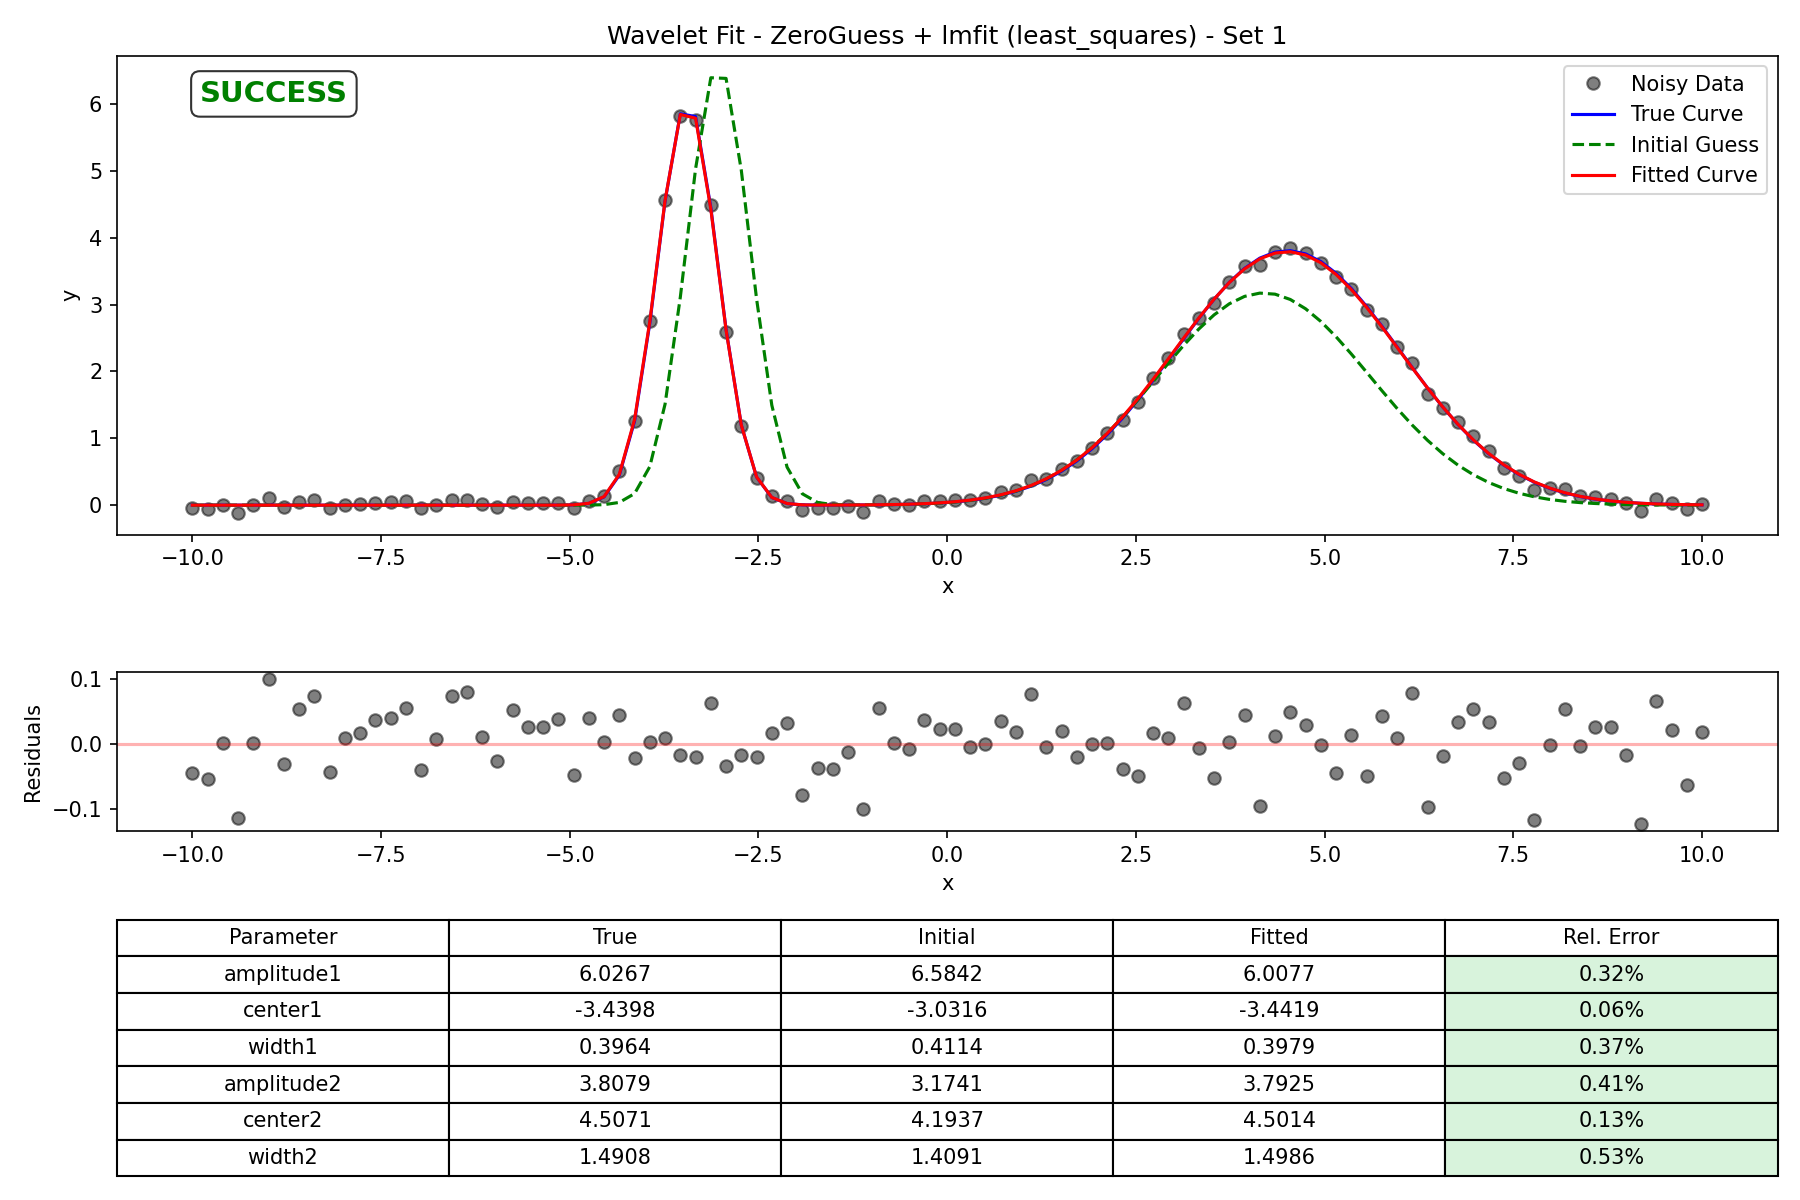 Wavelet Fit - ZeroGuess + lmfit (least_squares) - Set 1
SUCCESS
Noisy Data
True Curve
Initial Guess
Fitted Curve
y
6
5
4
3
2
1
0
−10.0 −7.5 −5.0 −2.5 0.0 2.5 5.0 7.5 10.0
x
Residuals
0.1
0.0
−0.1
−10.0 −7.5 −5.0 −2.5 0.0 2.5 5.0 7.5 10.0
x
Parameter True Initial Fitted Rel. Error
amplitude1 6.0267 6.5842 6.0077 0.32%
center1 -3.4398 -3.0316 -3.4419 0.06%
width1 0.3964 0.4114 0.3979 0.37%
amplitude2 3.8079 3.1741 3.7925 0.41%
center2 4.5071 4.1937 4.5014 0.13%
width2 1.4908 1.4091 1.4986 0.53%